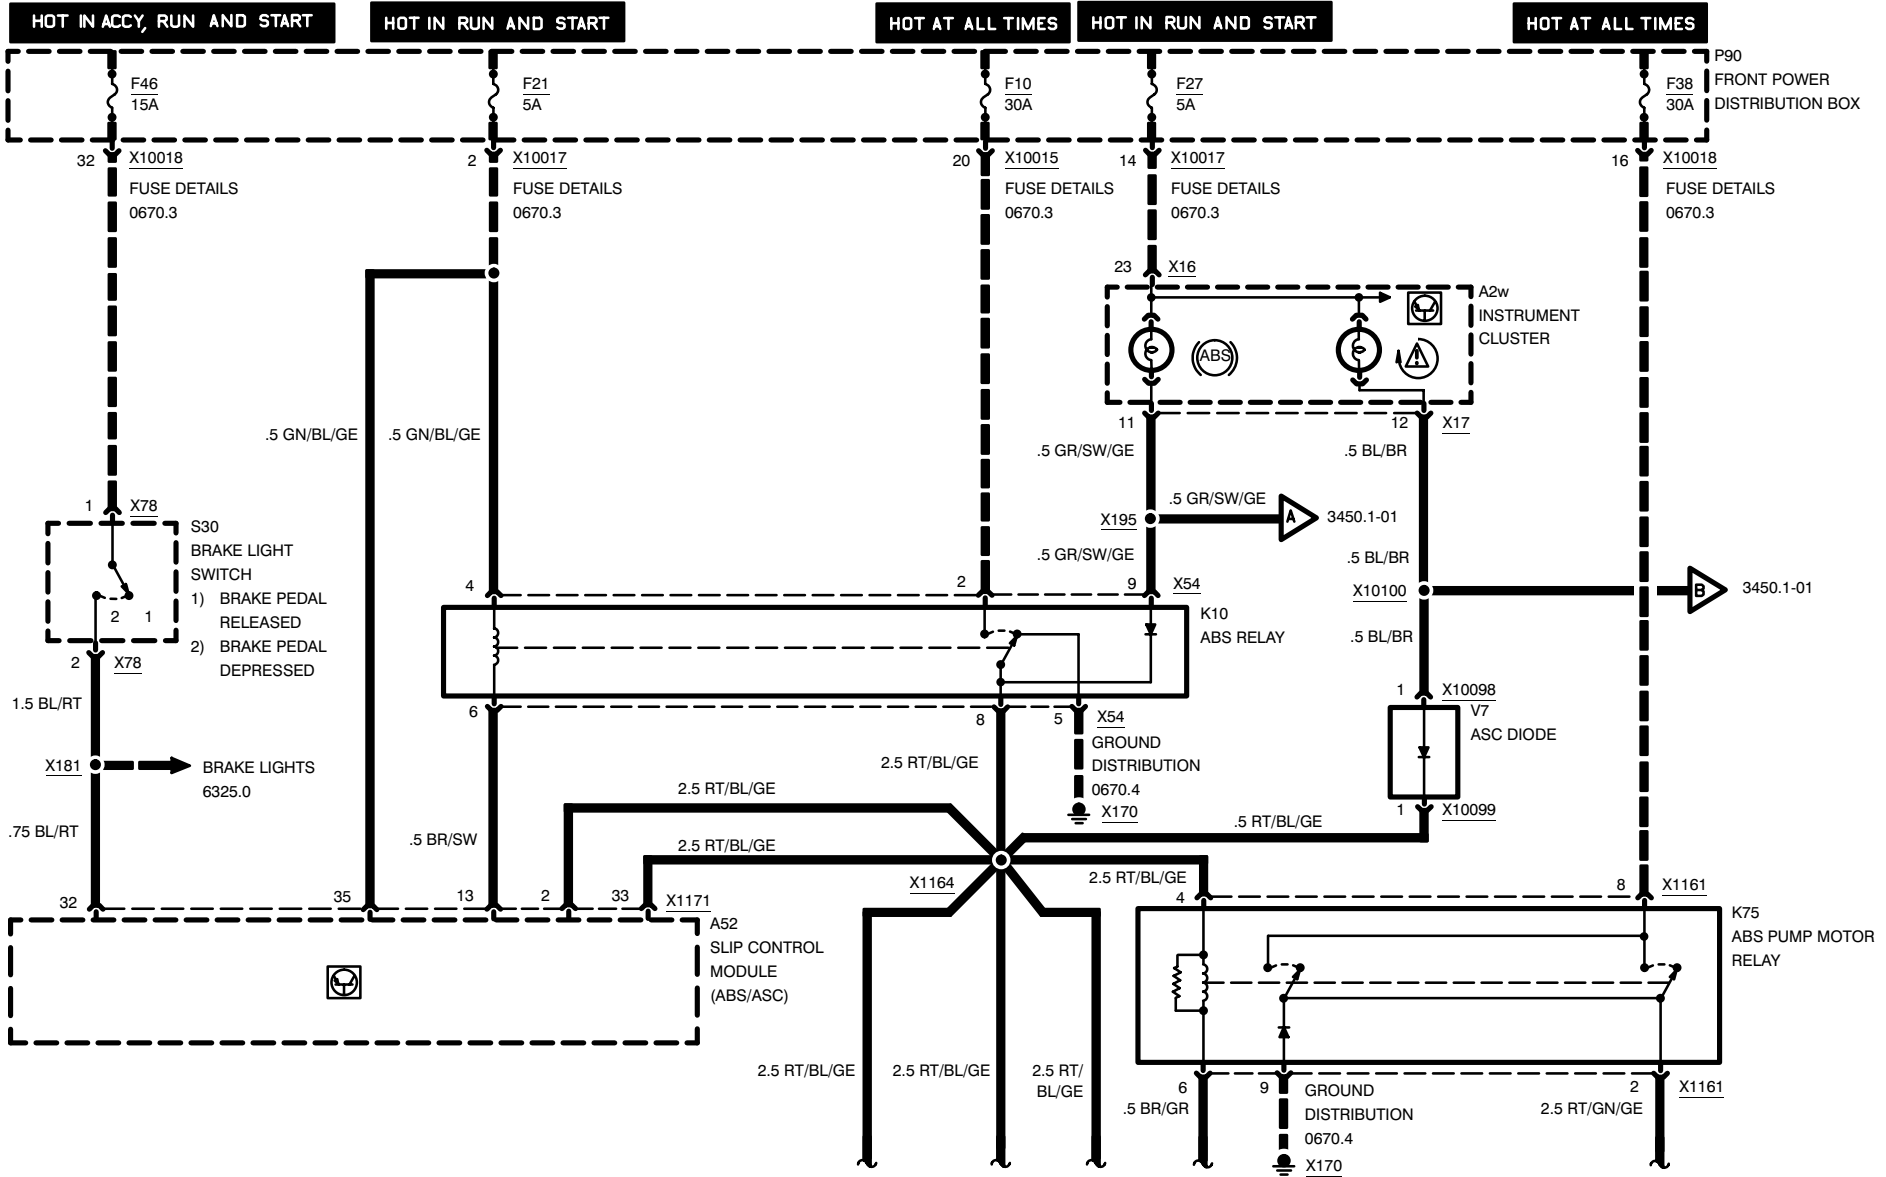 HOT IN ACCY, RUN AND START
HOT IN RUN AND START
HOT AT ALL TIMES
HOT IN RUN AND START
HOT AT ALL TIMES
P90
FRONT POWER
DISTRIBUTION BOX
F46
15A
F21
5A
F10
30A
F27
5A
F38
30A
32
X10018
FUSE DETAILS
0670.3
2
X10017
FUSE DETAILS
0670.3
20
X10015
FUSE DETAILS
0670.3
14
X10017
FUSE DETAILS
0670.3
16
X10018
FUSE DETAILS
0670.3
23
X16
A2w
INSTRUMENT
CLUSTER
ABS
11
12
X17
.5 GN/BL/GE
.5 GN/BL/GE
.5 GR/SW/GE
.5 BL/BR
.5 GR/SW/GE
X195
A
3450.1-01
.5 GR/SW/GE
.5 BL/BR
1
X78
S30
BRAKE LIGHT
SWITCH
1) BRAKE PEDAL
RELEASED
2) BRAKE PEDAL
DEPRESSED
2
1
2
X78
4
2
9
X54
K10
ABS RELAY
X10100
B
3450.1-01
.5 BL/BR
1
X10098
V7
ASC DIODE
1
X10099
6
8
5
X54
GROUND
DISTRIBUTION
0670.4
X170
1.5 BL/RT
X181
BRAKE LIGHTS
6325.0
.75 BL/RT
2.5 RT/BL/GE
2.5 RT/BL/GE
.5 BR/SW
2.5 RT/BL/GE
.5 RT/BL/GE
X1164
2.5 RT/BL/GE
32
35
13
2
33
X1171
A52
SLIP CONTROL
MODULE
(ABS/ASC)
4
8
X1161
K75
ABS PUMP MOTOR
RELAY
2.5 RT/BL/GE
2.5 RT/BL/GE
2.5 RT/
BL/GE
6
.5 BR/GR
9
GROUND
DISTRIBUTION
0670.4
X170
2
X1161
2.5 RT/GN/GE